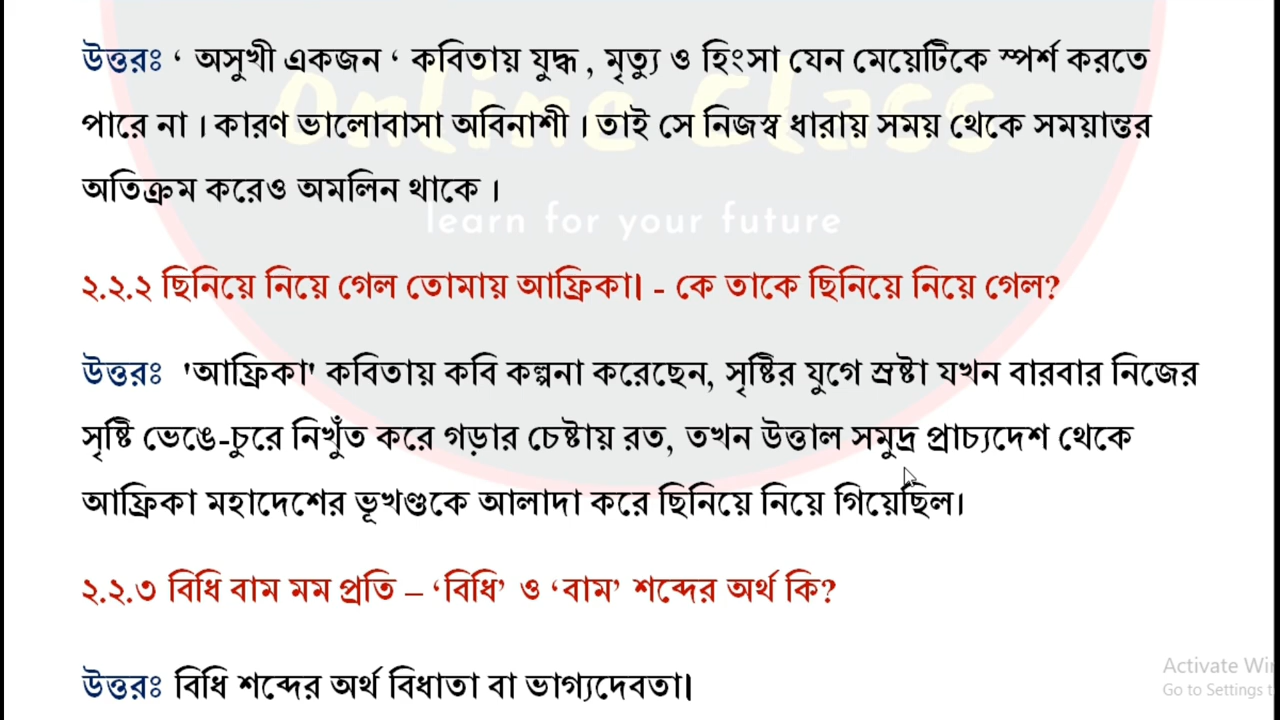 উত্তরঃ ‘ অসুখী একজন ‘ কবিতায় যুদ্ধ , মৃত্যু ও হিংসা যেন মেয়েটিকে স্পর্শ করতে
পারে না । কারণ ভালোবাসা অবিনাশী । তাই সে নিজস্ব ধারায় সময় থেকে সময়ান্তর
Online Class
অতিক্রম করেও অমলিন থাকে ।
learn for your future
২.২.২ ছিনিয়ে নিয়ে গেল তোমায় আফ্রিকা। - কে তাকে ছিনিয়ে নিয়ে গেল?
উত্তরঃ 'আফ্রিকা' কবিতায় কবি কল্পনা করেছেন, সৃষ্টির যুগে স্রষ্টা যখন বারবার নিজের
সৃষ্টি ভেঙে-চুরে নিখুঁত করে গড়ার চেষ্টায় রত, তখন উত্তাল সমুদ্র প্রাচ্যদেশ থেকে
আফ্রিকা মহাদেশের ভূখণ্ডকে আলাদা করে ছিনিয়ে নিয়ে গিয়েছিল।
২.২.৩ বিধি বাম মম প্রতি – ‘বিধি’ ও ‘বাম’ শব্দের অর্থ কি?
উত্তরঃ বিধি শব্দের অর্থ বিধাতা বা ভাগ্যদেবতা।
Activate
Go to Settings